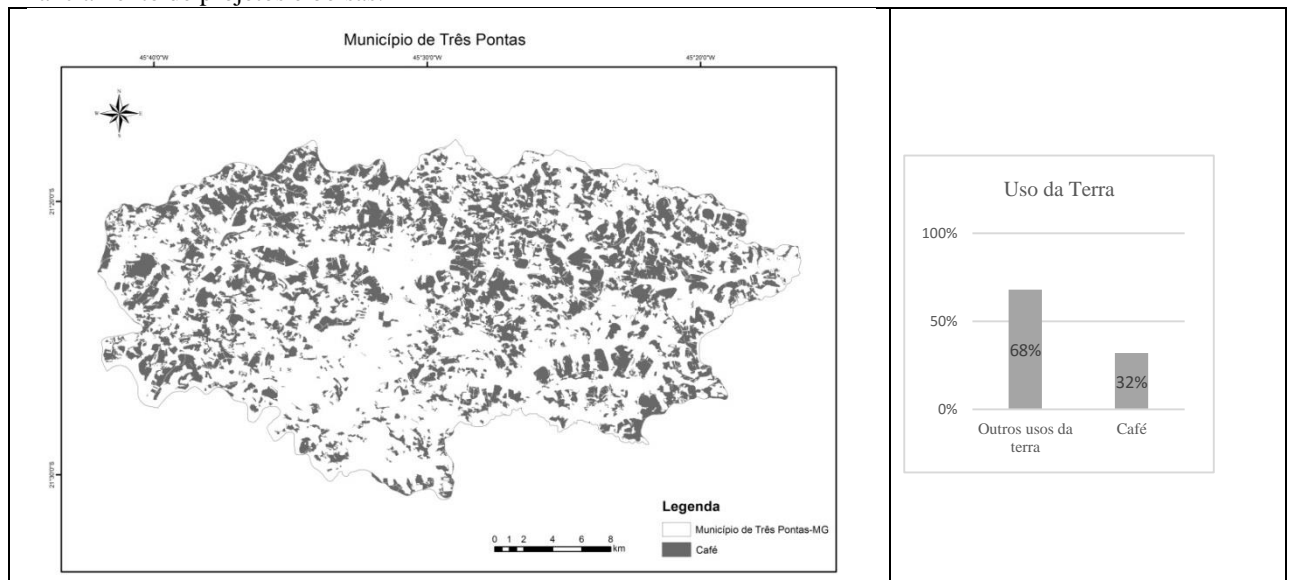 Município de Três Pontas
45°40'0"W 45°30'0"W 45°20'0"W
N
S
21°20'0"S
21°30'0"S
Legenda
Município de Três Pontas-MG
Café
0 1 2 4 6 8
km
Uso da Terra
100%
50%
0%
68%
32%
Outros usos da terra
Café